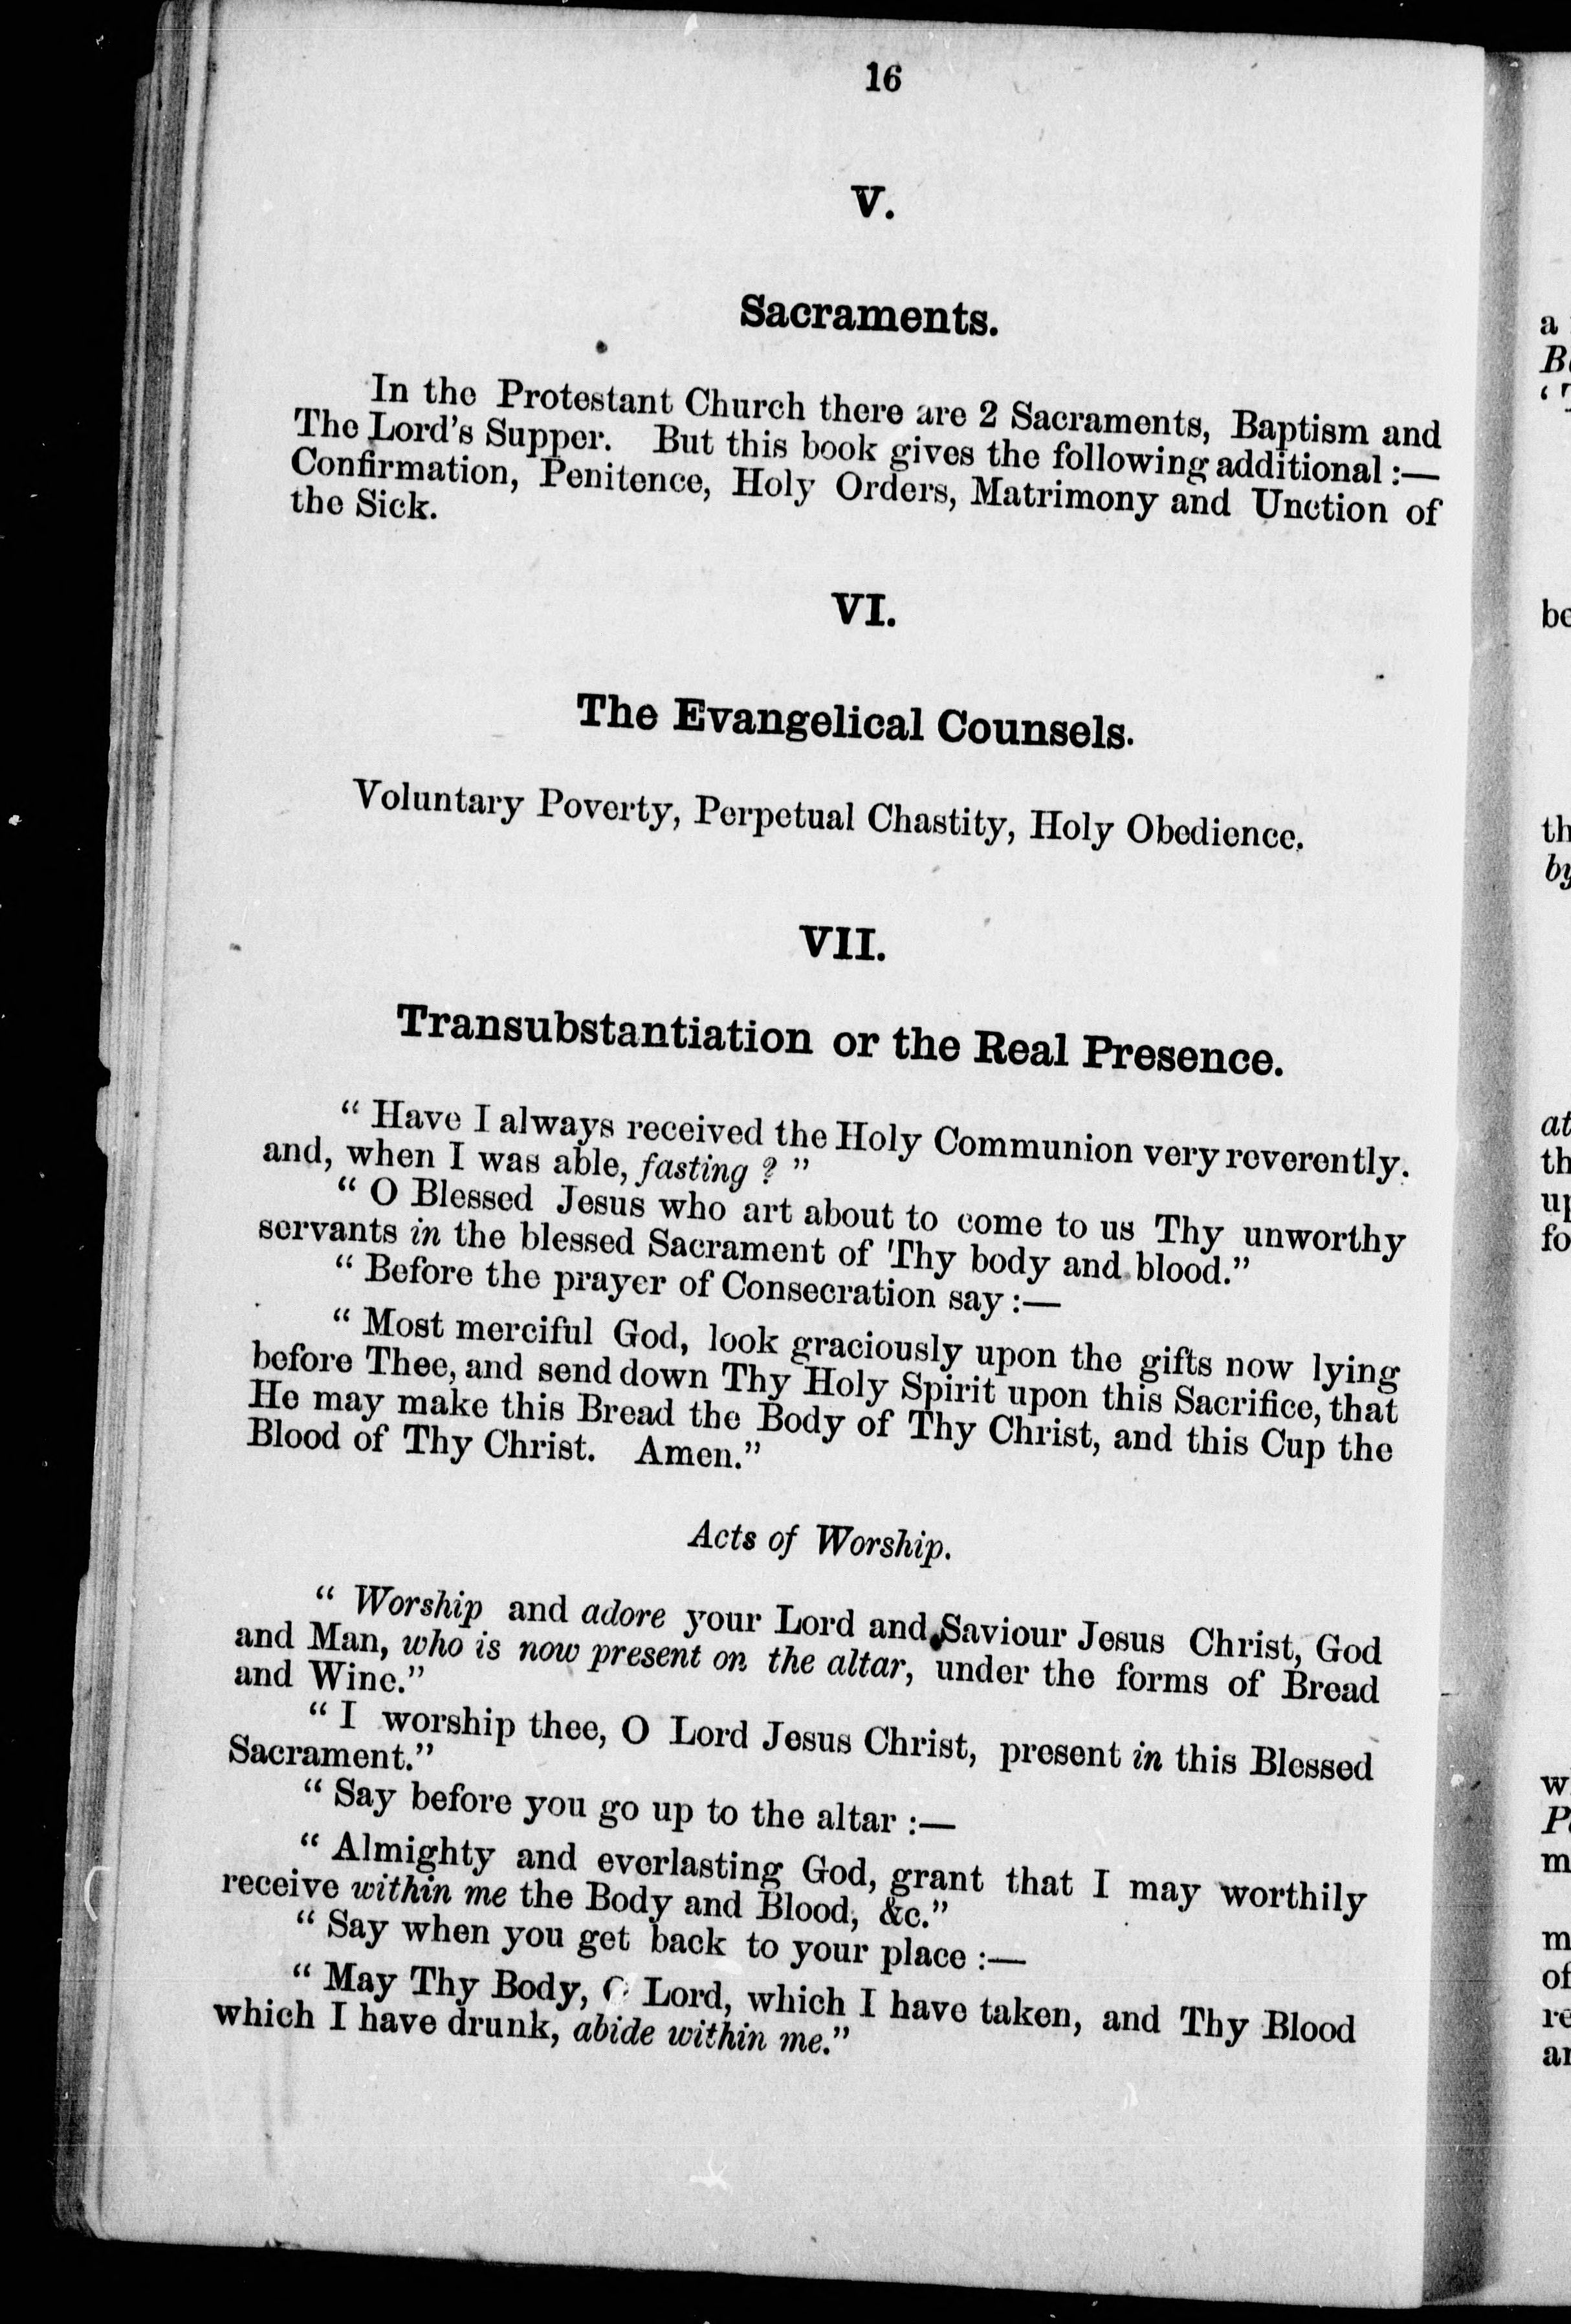 16
V.
Sacraments.
In the Protestant Church there are 2 Sacraments, Baptism and
The Lord's Supper. But this book gives the following additional :—
Confirmation, Penitence, Holy Orders, Matrimony and Unction of
the Sick.
VI.
The Evangelical Counsels.
Voluntary Poverty, Perpetual Chastity, Holy Obedience.
VII.
Transubstantiation or the Real Presence.
“ Have I always received the Holy Communion very reverently.
and, when I was able, fasting ? ”
“ O Blessed Jesus who art about to come to us Thy unworthy
servants in the blessed Sacrament of Thy body and blood.”
“ Before the prayer of Consecration say :—
“ Most merciful God, look graciously upon the gifts now lying
before Thee, and send down Thy Holy Spirit upon this Sacrifice, that
He may make this Bread the Body of Thy Christ, and this Cup the
Blood of Thy Christ. Amen.”
Acts of Worship.
“ Worship and adore your Lord and Saviour Jesus Christ, God
and Man, who is now present on the altar, under the forms of Bread
and Wine.”
“ I worship thee, O Lord Jesus Christ, present in this Blessed
Sacrament.”
“ Say before you go up to the altar :—
“ Almighty and everlasting God, grant that I may worthily
receive within me the Body and Blood, &c.”
“ Say when you get back to your place :—
“ May Thy Body, O Lord, which I have taken, and Thy Blood
which I have drunk, abide within me.”